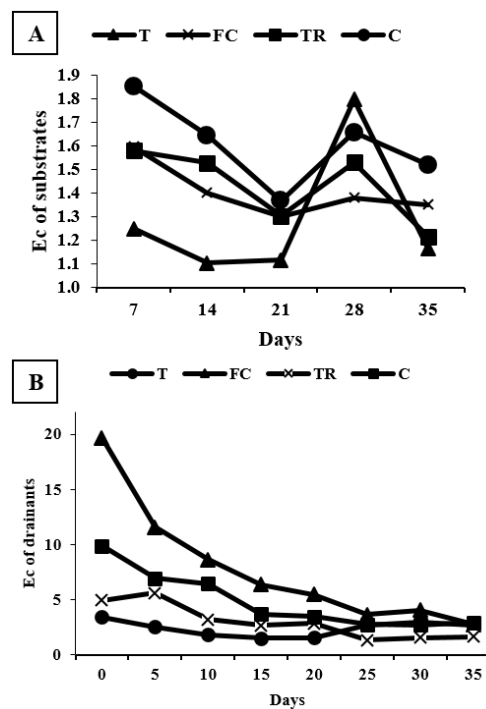 A
T FC TR C
1.9
1.8
1.7
1.6
1.5
1.4
1.3
1.2
1.1
1.0
Ec of substrates
7 14 21 28 35
Days
B
T FC TR C
20
15
10
5
0
Ec of drainants
0 5 10 15 20 25 30 35
Days